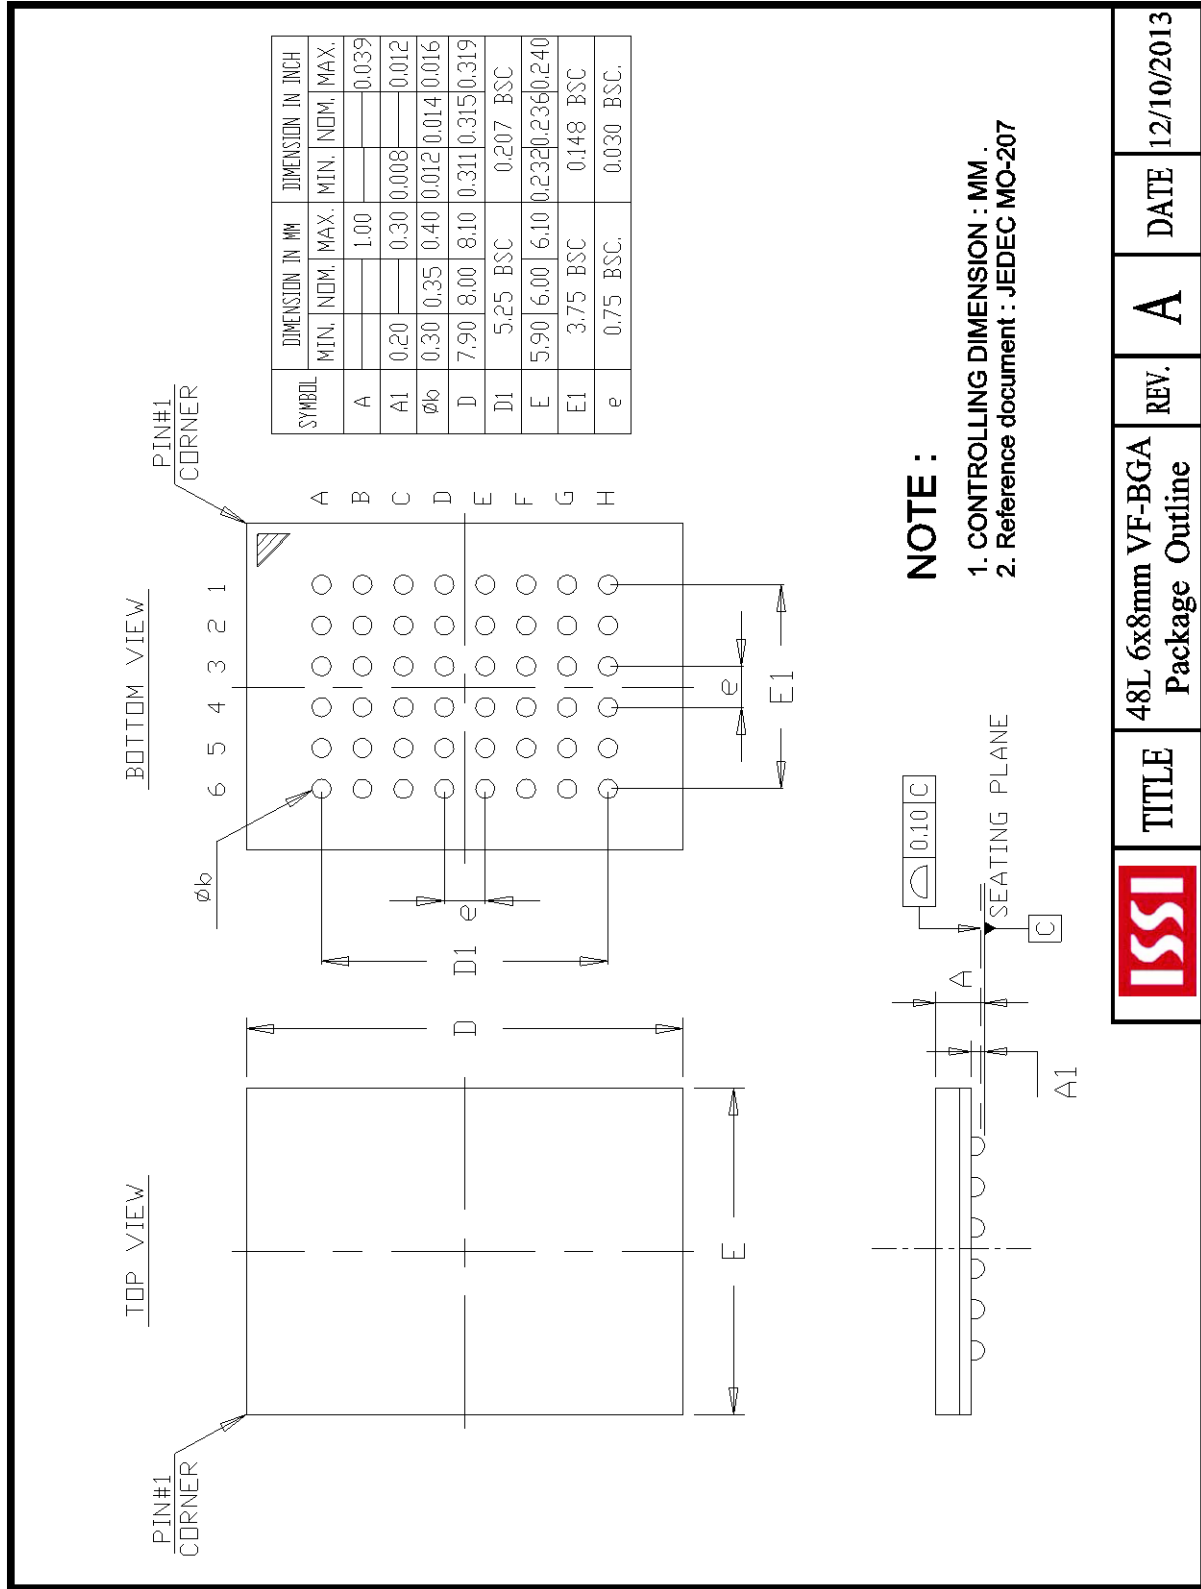 TOP VIEW
PIN#1
CORNER
D
E
BOTTOM VIEW
PIN#1
CORNER
Øb
6 5 4 3 2 1
A
B
C
D
E
F
G
H
D1
e
e
E1
SYMBOL DIMENSION IN MM DIMENSION IN INCH
MIN. NOM. MAX. MIN. NOM. MAX.
A 1.00 0.039
A1 0.20 0.30 0.008 0.012
Øb 0.30 0.35 0.40 0.012 0.014 0.016
D 7.90 8.00 8.10 0.311 0.315 0.319
D1 5.25 BSC 0.207 BSC
E 5.90 6.00 6.10 0.232 0.236 0.240
E1 3.75 BSC 0.148 BSC
e 0.75 BSC. 0.030 BSC.
A
A1
0.10 C
SEATING PLANE
C
NOTE :
1. CONTROLLING DIMENSION : MM .
2. Reference document : JEDEC MO-207
ISSI
TITLE
48L 6x8mm VF-BGA
Package Outline
REV.
A
DATE
12/10/2013